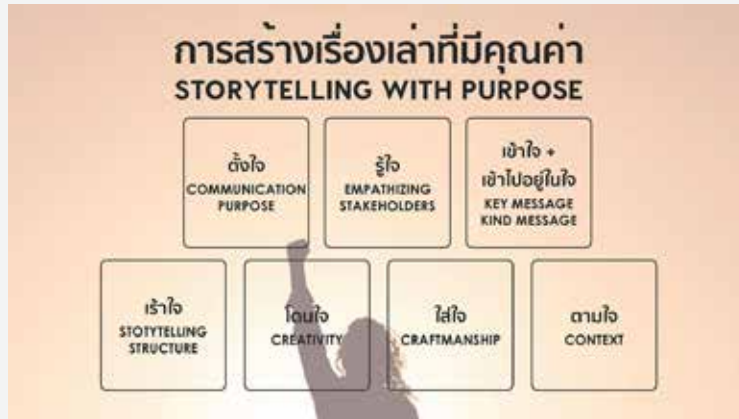 การสร้างเรื่องเล่าที่มีคุณค่า
STORYTELLING WITH PURPOSE
ตั้งใจ
COMMUNICATION
PURPOSE
รู้ใจ
EMPATHIZING
STAKEHOLDERS
เข้าใจ +
เข้าไปอยู่ในใจ
KEY MESSAGE
KIND MESSAGE
เร้าใจ
STOTYTELLING
STRUCTURE
โดนใจ
CREATIVITY
ใส่ใจ
CRAFTMANSHIP
ตามใจ
CONTEXT